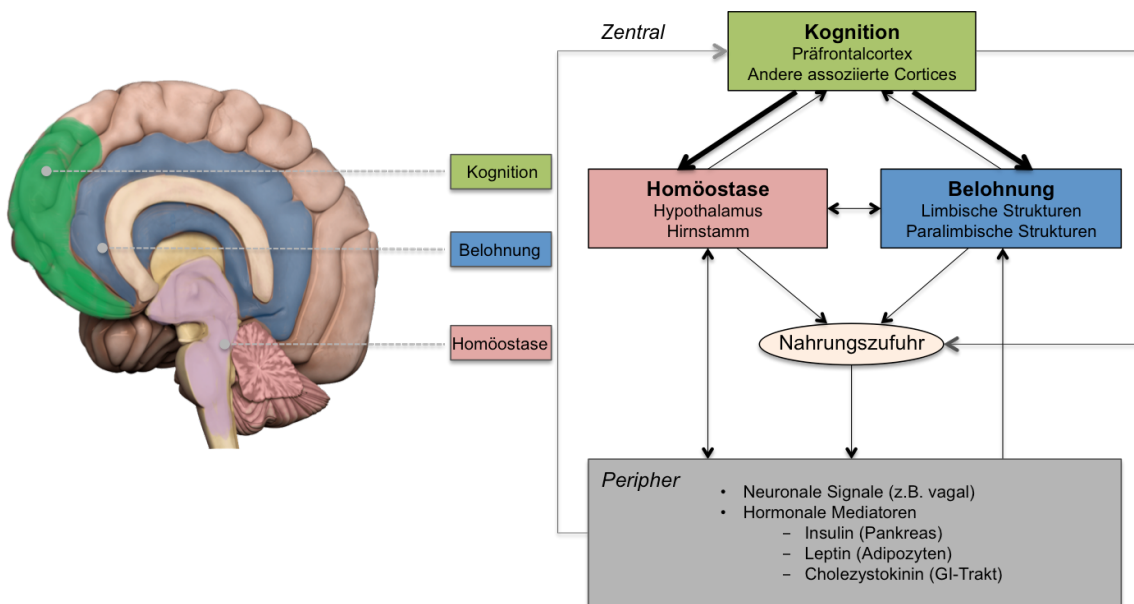 Kognition
Belohnung
Homöostase
Zentral
Kognition
Präfrontalcortex
Andere assoziierte Cortices
Homöostase
Hypothalamus
Hirnstamm
Belohnung
Limbische Strukturen
Paralimbische Strukturen
Nahrungszufuhr
Peripher
• Neuronale Signale (z.B. vagal)
• Hormonale Mediatoren
– Insulin (Pankreas)
– Leptin (Adipozyten)
– Cholezystokinin (GI-Trakt)